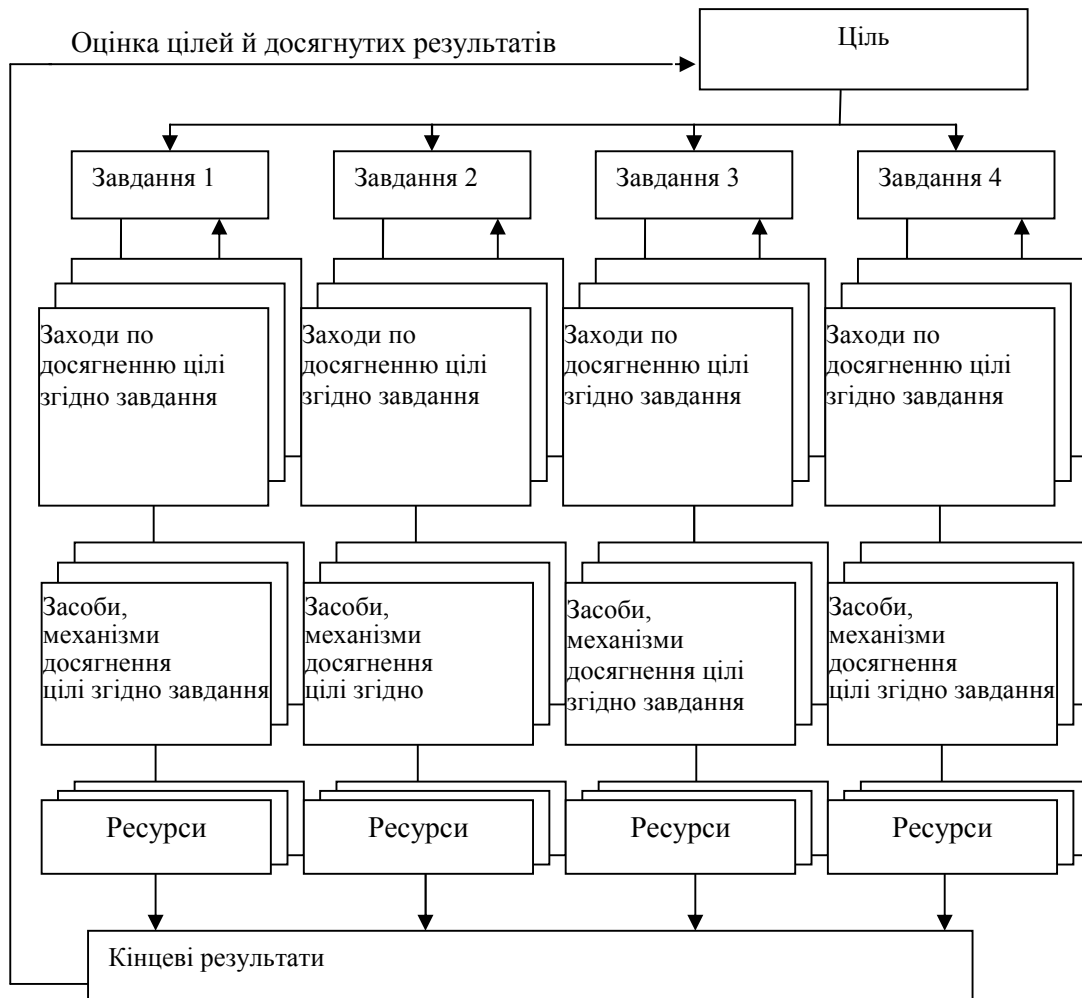 Оцінка цілей й досягнутих результатів
Ціль
Завдання 1
Завдання 2
Завдання 3
Завдання 4
Заходи по
досягненню цілі
згідно завдання
Заходи по
досягненню цілі
згідно завдання
Заходи по
досягненню цілі
згідно завдання
Заходи по
досягненню цілі
згідно завдання
Засоби,
механізми
досягнення
цілі згідно завдання
Засоби,
механізми
досягнення
цілі згідно
Засоби,
механізми
досягнення цілі
згідно завдання
Засоби,
механізми
досягнення
цілі згідно завдання
Ресурси
Ресурси
Ресурси
Ресурси
Кінцеві результати